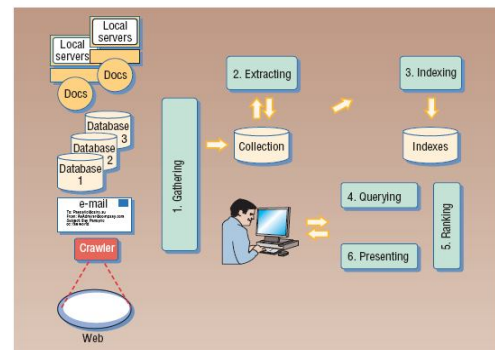 Local
servers
Local
servers
Docs
Docs
Database
3
Database
2
Database
1
e-mail
Crawler
Web
1. Gathering
2. Extracting
Collection
3. Indexing
Indexes
4. Querying
5. Ranking
6. Presenting